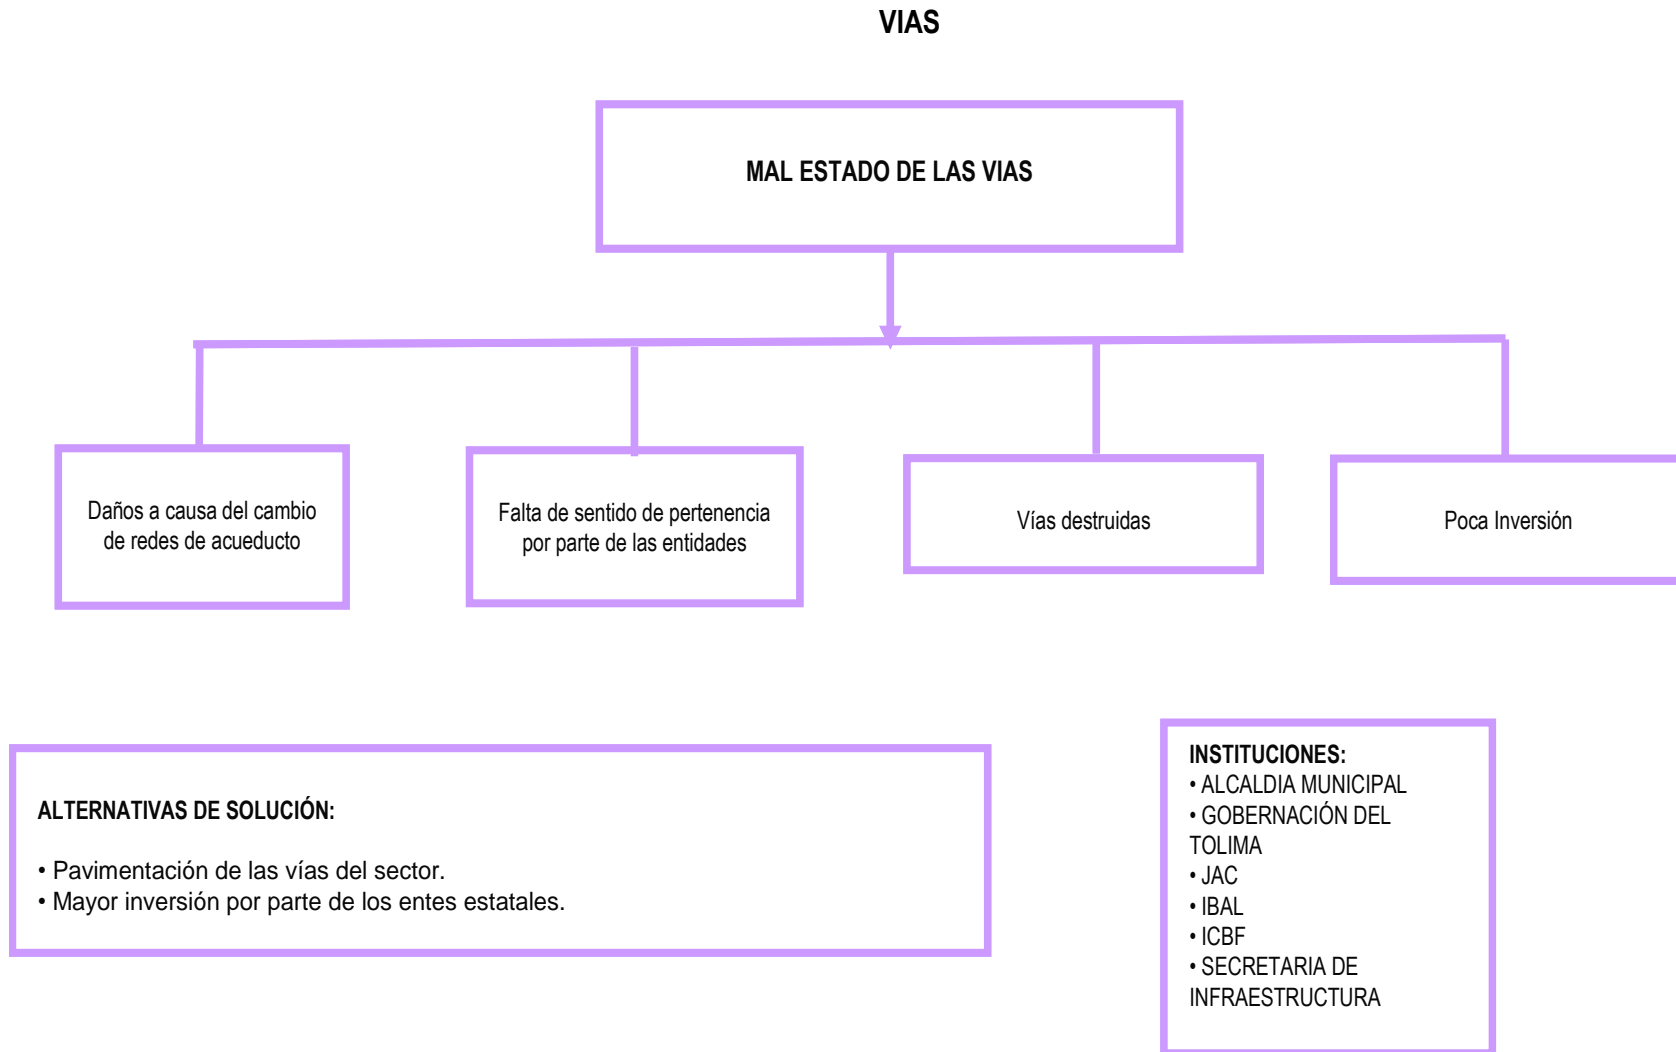 VIAS
MAL ESTADO DE LAS VIAS
Daños a causa del cambio
de redes de acueducto
Falta de sentido de pertenencia
por parte de las entidades
Vías destruidas
Poca Inversión
ALTERNATIVAS DE SOLUCIÓN:
• Pavimentación de las vías del sector.
• Mayor inversión por parte de los entes estatales.
INSTITUCIONES:
• ALCALDIA MUNICIPAL
• GOBERNACIÓN DEL
TOLIMA
• JAC
• IBAL
• ICBF
• SECRETARIA DE
INFRAESTRUCTURA